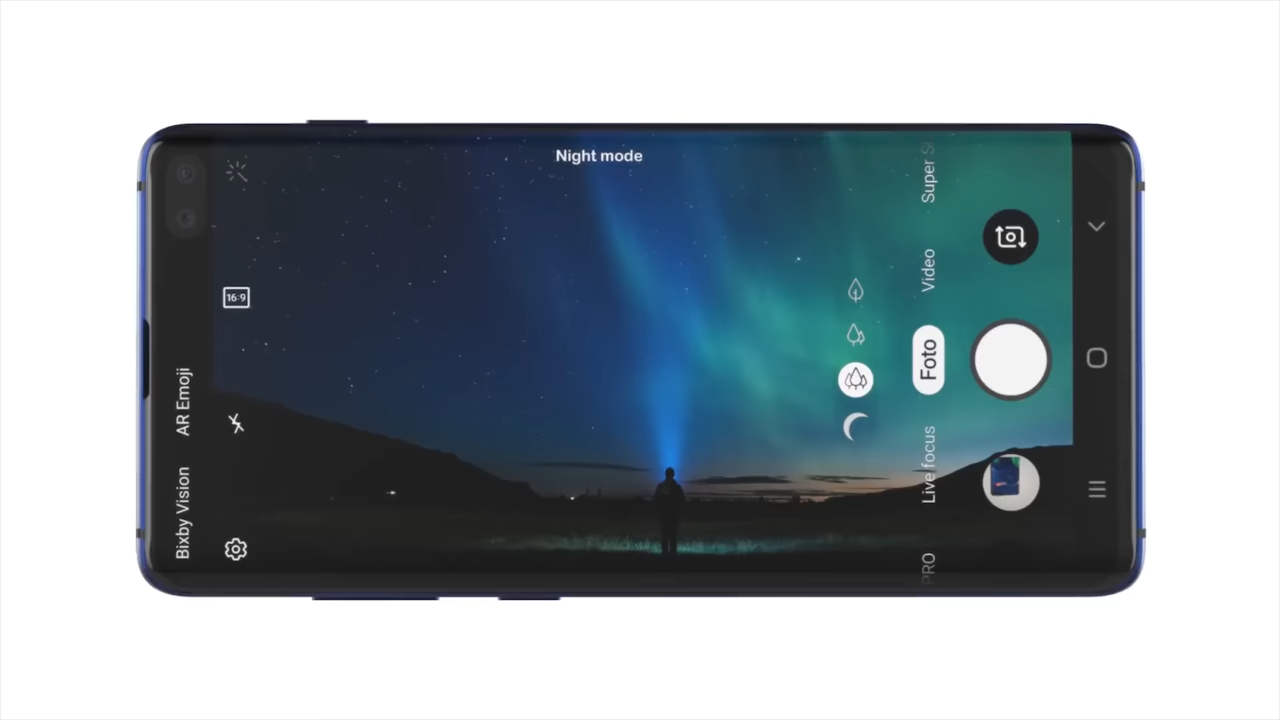 Night mode
16:9
AR Emoji
Bixby Vision
Super S
Video
Foto
Live focus
PRO